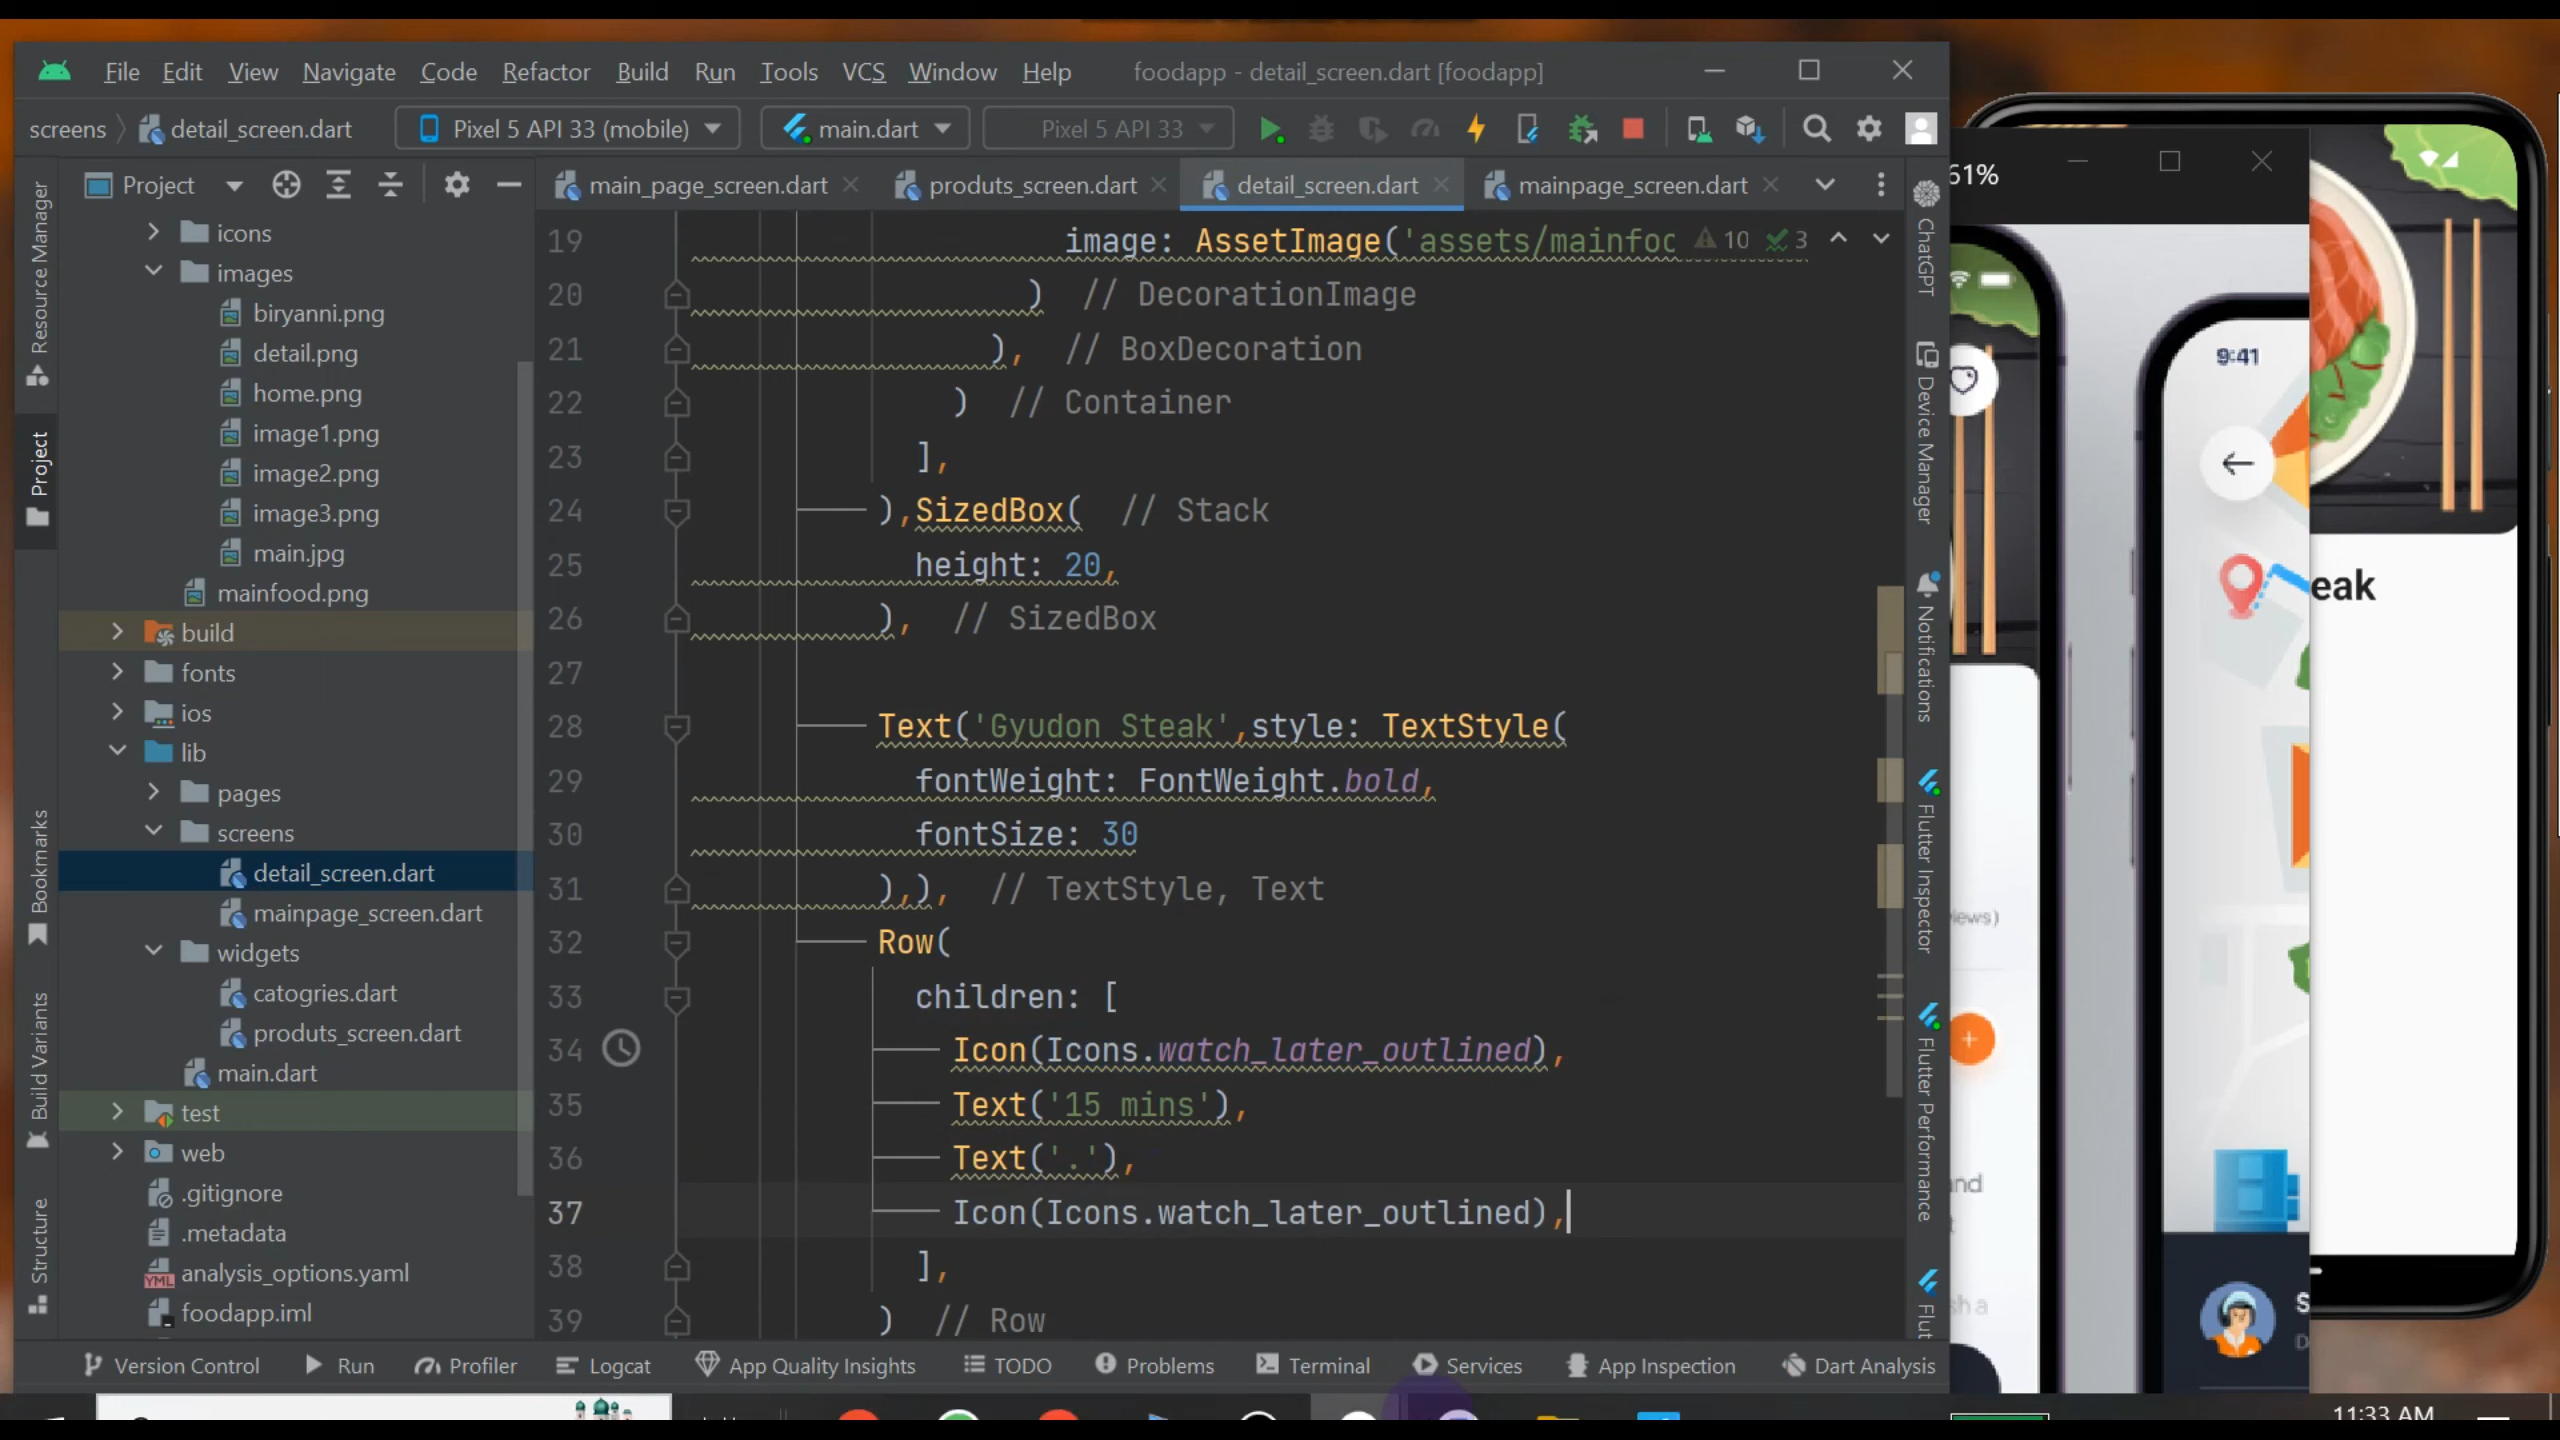 File Edit View Navigate Code Refactor Build Run Tools VCS Window Help foodapp - detail_screen.dart [foodapp]
screens detail_screen.dart Pixel 5 API 33 (mobile) main.dart Pixel 5 API 33
Project main_page_screen.dart produts_screen.dart detail_screen.dart mainpage_screen.dart
Resource Manager
Project
Bookmarks
Build Variants
Structure
icons
images
biryanni.png
detail.png
home.png
image1.png
image2.png
image3.png
main.jpg
mainfood.png
build
fonts
ios
lib
pages
screens
detail_screen.dart
mainpage_screen.dart
widgets
catogries.dart
produts_screen.dart
main.dart
test
web
.gitignore
.metadata
analysis_options.yaml
foodapp.iml
19 image: AssetImage('assets/mainfoo 10 3
20 ) // DecorationImage
21 ), // BoxDecoration
22 ) // Container
23 ],
24 ),SizedBox( // Stack
25 height: 20,
26 ), // SizedBox
27
28 Text('Gyudon Steak',style: TextStyle(
29 fontWeight: FontWeight.bold,
30 fontSize: 30
31 ),), // TextStyle, Text
32 Row(
33 children: [
34 Icon(Icons.watch_later_outlined),
35 Text('15 mins'),
36 Text('.'),
37 Icon(Icons.watch_later_outlined),
38 ],
39 ) // Row
ChatGPT
Device Manager
Notifications
Flutter Inspector
Flutter Performance
Flut
61%
9:41
eak
iews)
Version Control Run Profiler Logcat App Quality Insights TODO Problems Terminal Services App Inspection Dart Analysis
11:33 AM